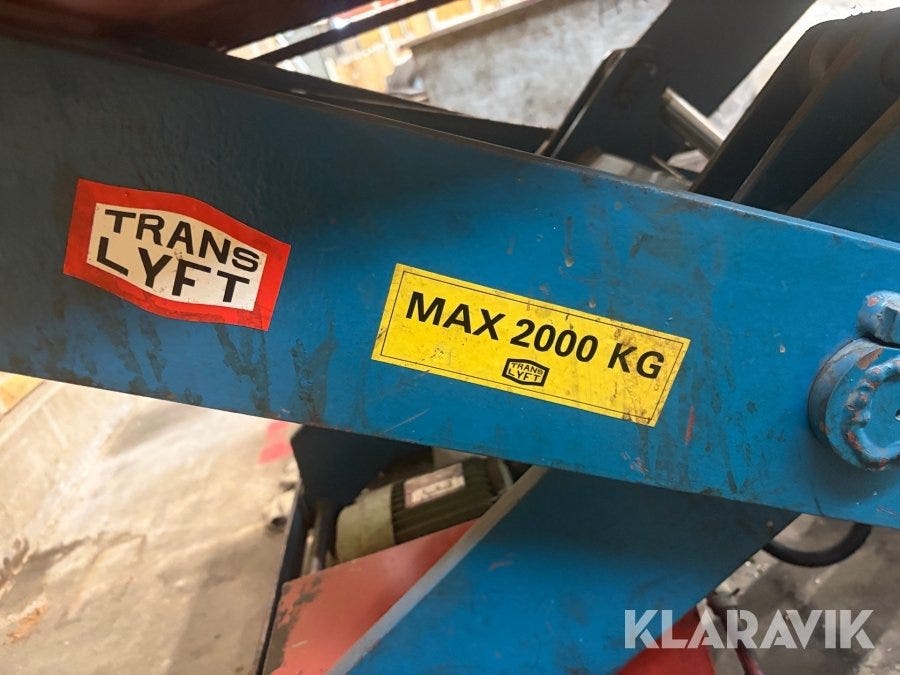 TRANS
LYFT
MAX 2000 KG
TRANS
LYFT
KLARAVIK